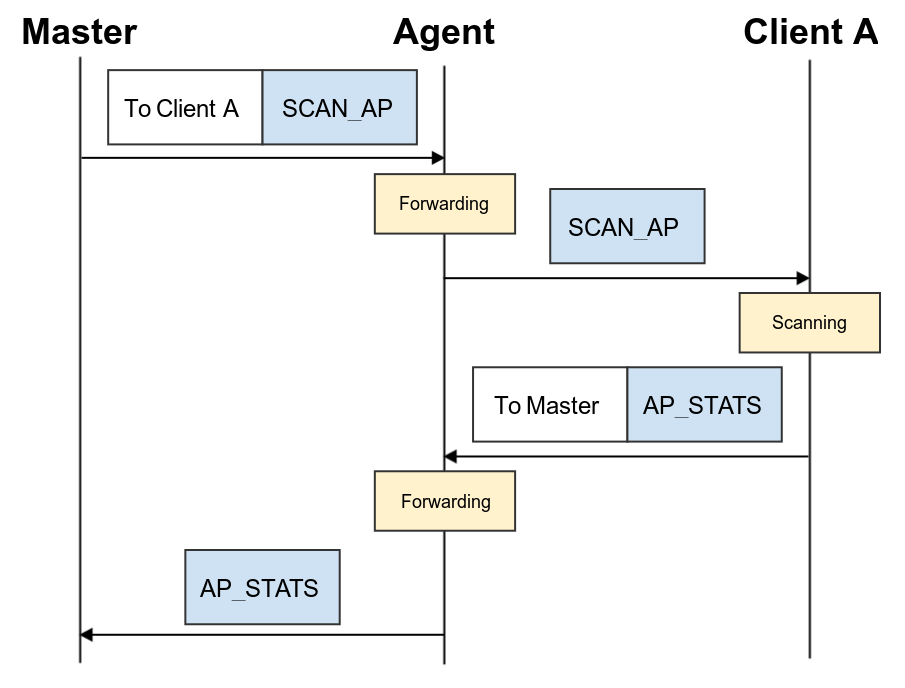 Master
Agent
Client A
To Client A
SCAN_AP
Forwarding
SCAN_AP
Scanning
To Master
AP_STATS
Forwarding
AP_STATS